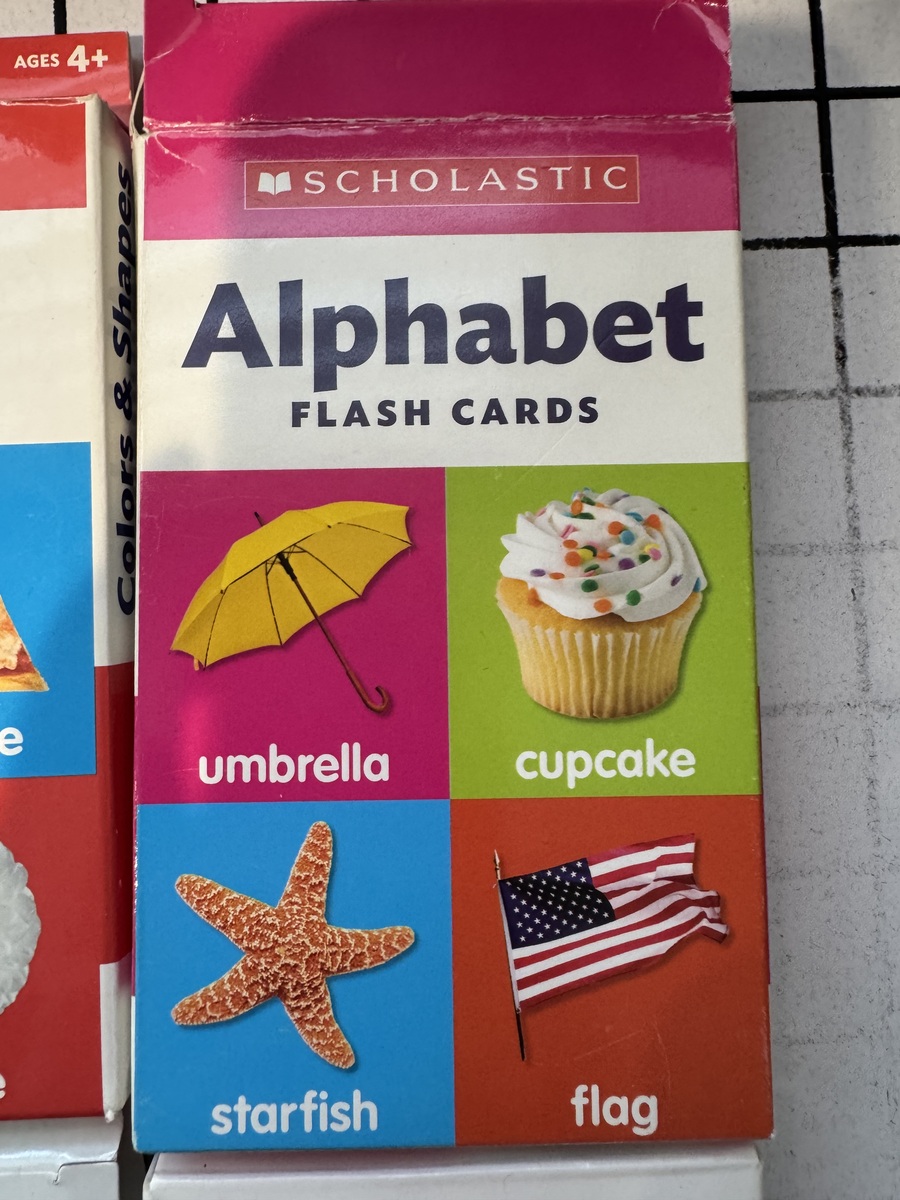 AGES 4+
Colors & Shapes
SCHOLASTIC
Alphabet
FLASH CARDS
umbrella
cupcake
starfish
flag
e
e